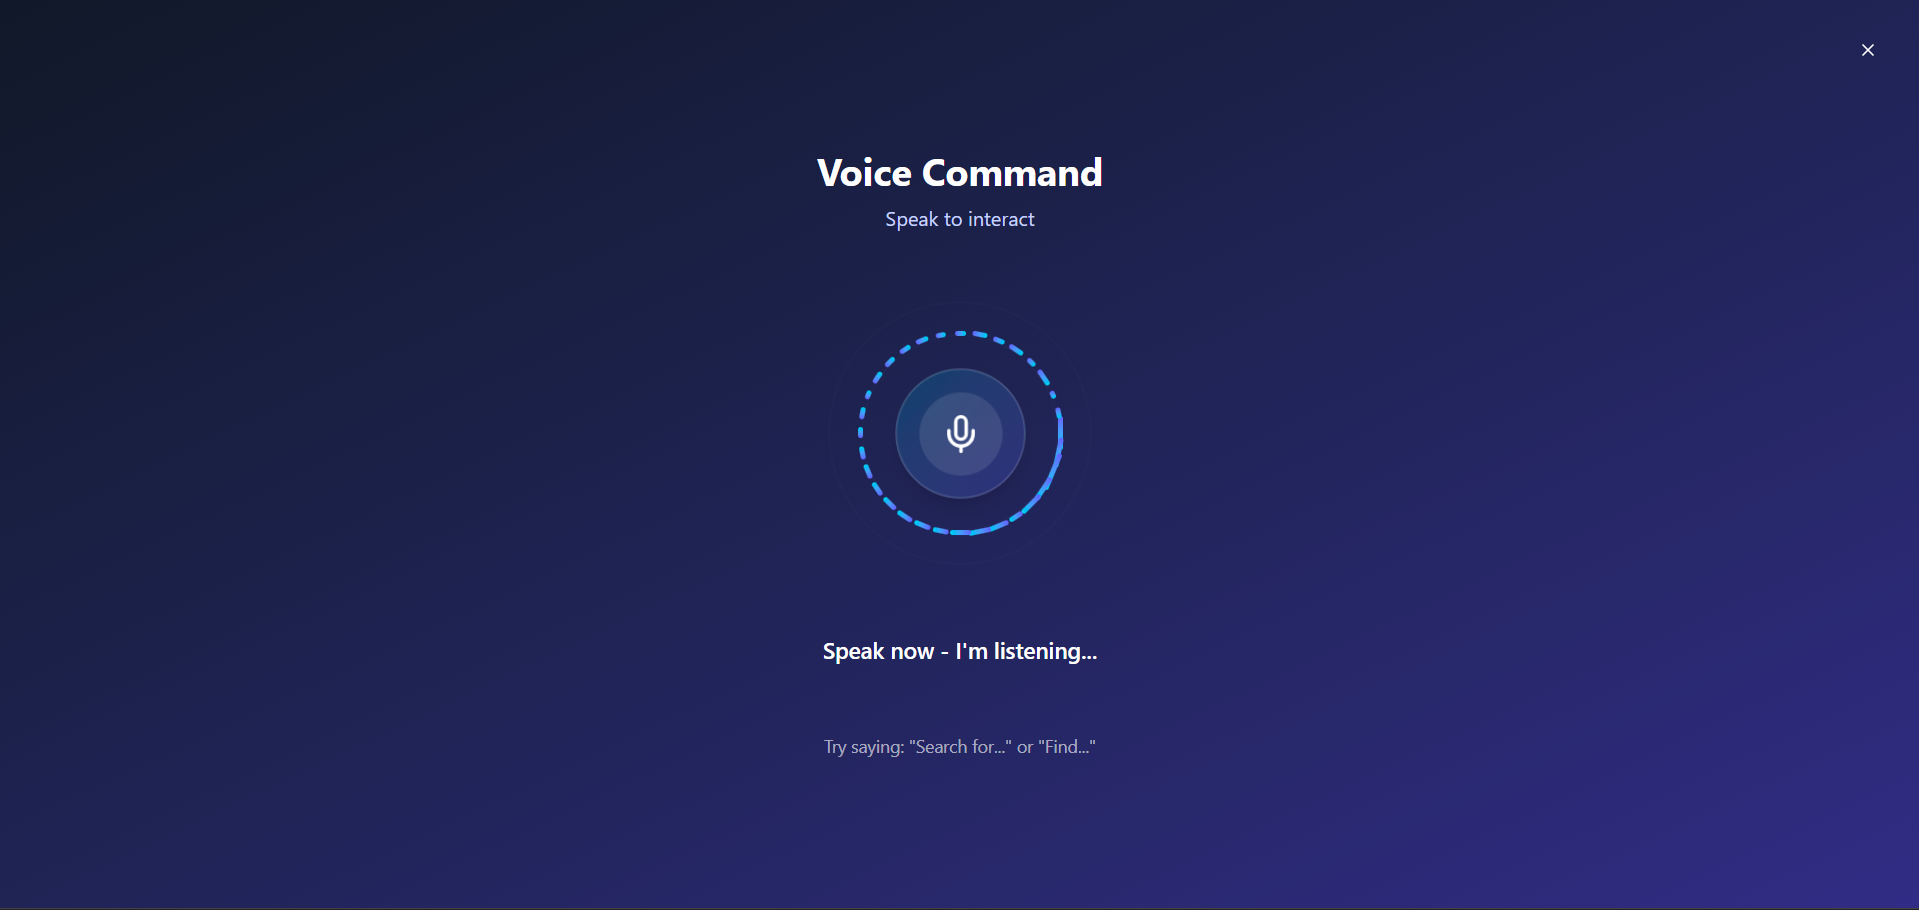 Voice Command
Speak to interact
Speak now - I'm listening...
Try saying: "Search for..." or "Find..."